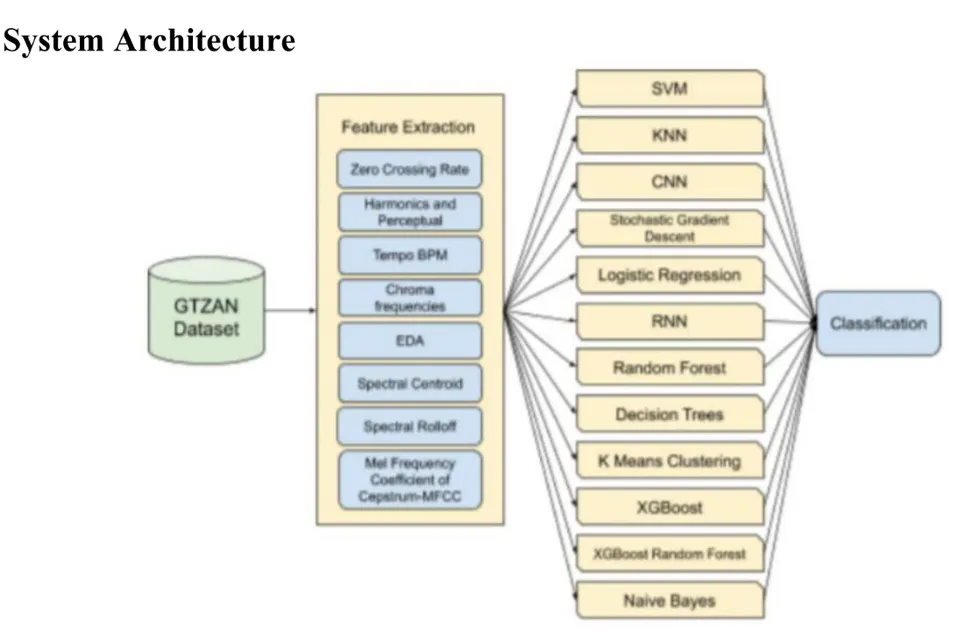 System Architecture
GTZAN
Dataset
Feature Extraction
Zero Crossing Rate
Harmonics and
Perceptual
Tempo BPM
Chroma
frequencies
EDA
Spectral Centroid
Spectral Rolloff
Mel Frequency
Coefficient of
Cepstrum-MFCC
SVM
KNN
CNN
Stochastic Gradient
Descent
Logistic Regression
RNN
Random Forest
Decision Trees
K Means Clustering
XGBoost
XGBoost Random Forest
Naive Bayes
Classification